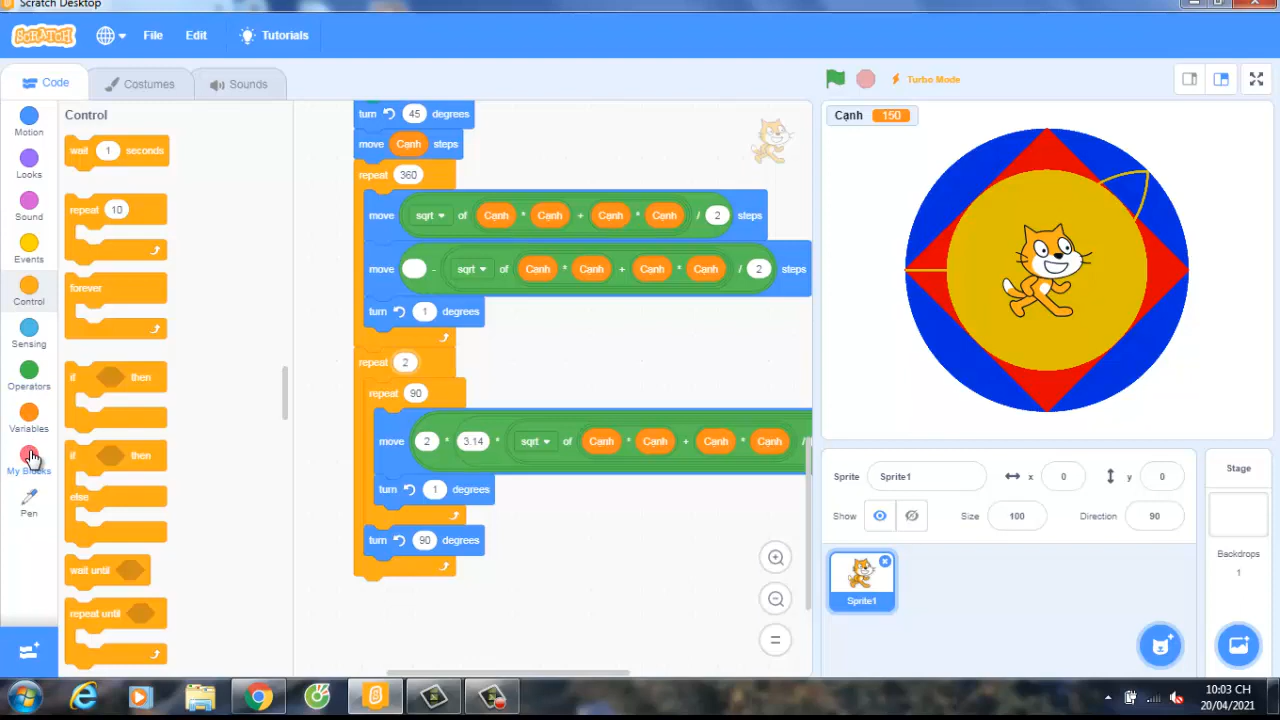 Scratch Desktop
SCRATCH
File
Edit
Tutorials
Code
Costumes
Sounds
Turbo Mode
Motion
Looks
Sound
Events
Control
Sensing
Operators
Variables
My Blocks
Pen
Control
wait 1 seconds
repeat 10
forever
if then
if then
else
wait until
repeat until
turn 45 degrees
move Cạnh steps
repeat 360
move sqrt of Cạnh * Cạnh + Cạnh * Cạnh / 2 steps
move - sqrt of Cạnh * Cạnh + Cạnh * Cạnh / 2 steps
turn 1 degrees
repeat 2
repeat 90
move 2 * 3.14 * sqrt of Cạnh * Cạnh + Cạnh * Cạnh /
turn 1 degrees
turn 90 degrees
Cạnh 150
Sprite Sprite1 x 0 y 0
Show Size 100 Direction 90
Sprite1
Stage
Backdrops
1
10:03 CH
20/04/2021